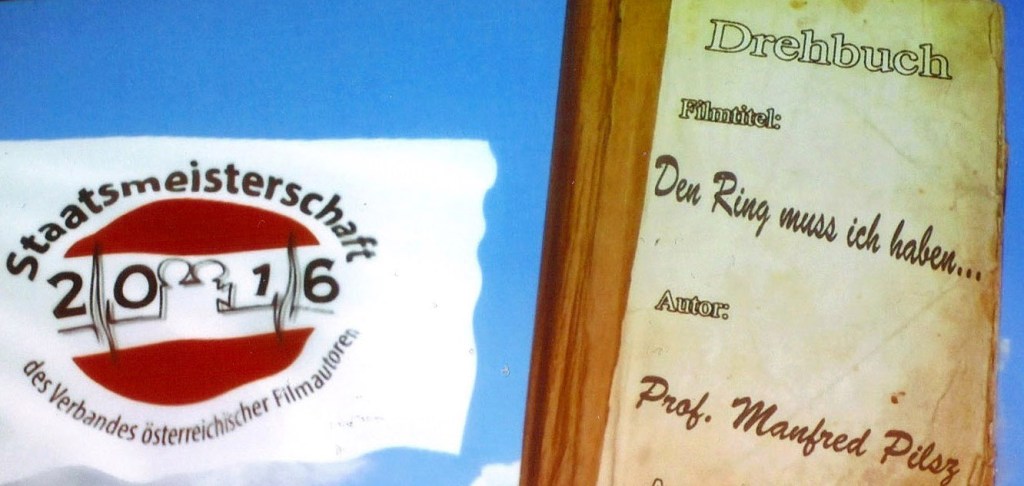 Staatsmeisterschaft
2016
des Verbandes österreichischer Filmautoren
Drehbuch
Filmtitel:
Den Ring muss ich haben...
Autor:
Prof. Manfred Pilsz